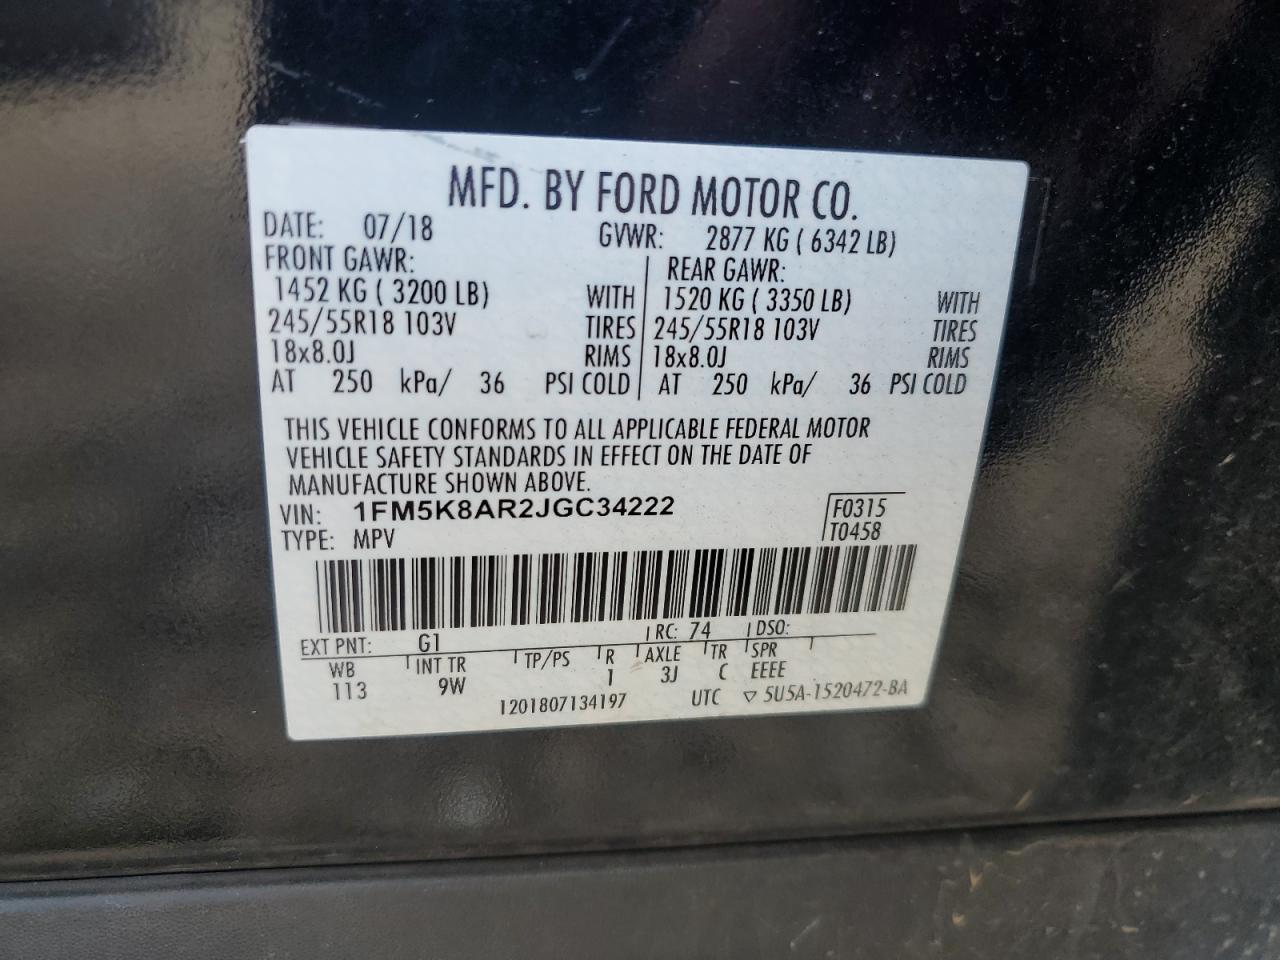 MFD. BY FORD MOTOR CO.
DATE: 07/18 GVWR: 2877 KG ( 6342 LB)
FRONT GAWR: REAR GAWR:
1452 KG ( 3200 LB) WITH 1520 KG ( 3350 LB) WITH
245/55R18 103V TIRES 245/55R18 103V TIRES
18x8.0J RIMS 18x8.0J RIMS
AT 250 kPa/ 36 PSI COLD AT 250 kPa/ 36 PSI COLD
THIS VEHICLE CONFORMS TO ALL APPLICABLE FEDERAL MOTOR
VEHICLE SAFETY STANDARDS IN EFFECT ON THE DATE OF
MANUFACTURE SHOWN ABOVE.
VIN: 1FM5K8AR2JGC34222 F0315
TYPE: MPV T0458
EXT PNT: G1 RC: 74 DSO:
WB INT TR TP/PS R AXLE TR SPR
113 9W 1 3J C EEEE
1201807134197 UTC ▽ 5U5A-1520472-BA